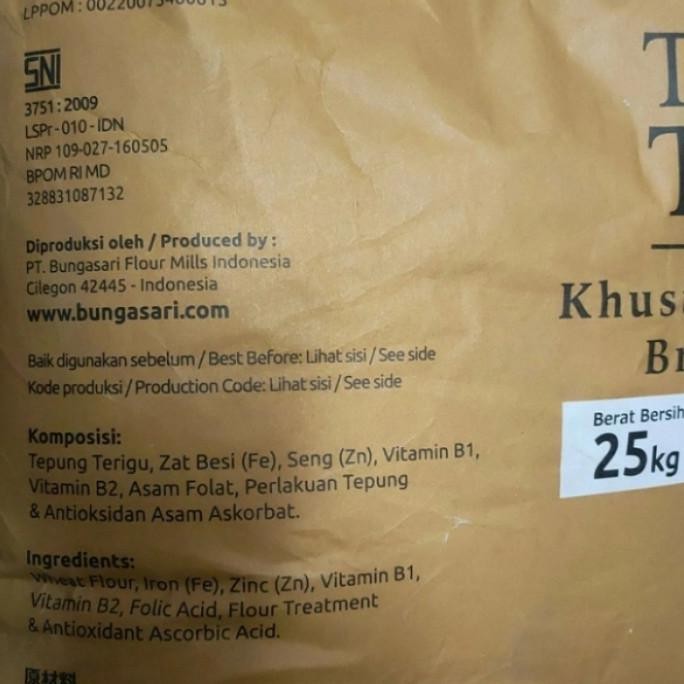 LPPOM :
SNI
3751 : 2009
LSPr - 010 - IDN
NRP 109-027-160505
BPOM RI MD
328831087132
Diproduksi oleh / Produced by :
PT. Bungasari Flour Mills Indonesia
Cilegon 42445 - Indonesia
www.bungasari.com
Baik digunakan sebelum / Best Before: Lihat sisi / See side
Kode produksi / Production Code: Lihat sisi / See side
Komposisi:
Tepung Terigu, Zat Besi (Fe), Seng (Zn), Vitamin B1,
Vitamin B2, Asam Folat, Perlakuan Tepung
& Antioksidan Asam Askorbat.
Ingredients:
Wheat Flour, Iron (Fe), Zinc (Zn), Vitamin B1,
Vitamin B2, Folic Acid, Flour Treatment
& Antioxidant Ascorbic Acid.
原材料
T
T
Khus
Br
Berat Bersih
25kg